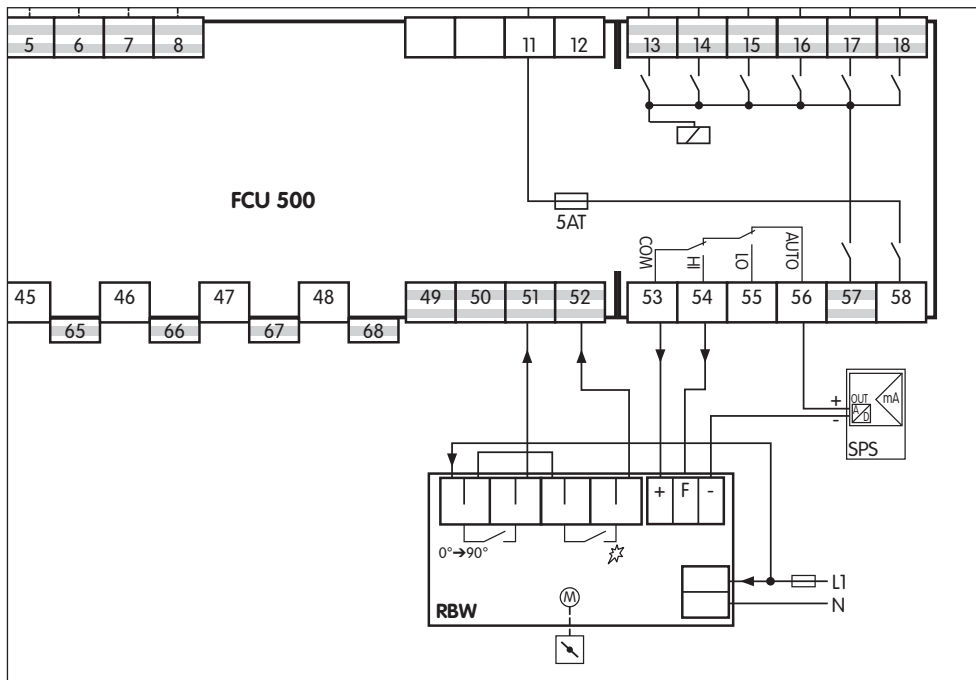 5 6 7 8 11 12 13 14 15 16 17 18
FCU 500
5AT
COM HI LO AUTO
45 46 47 48 49 50 51 52 53 54 55 56 57 58
65 66 67 68
+ OUT mA
- A/D
SPS
+ F -
0°➔90°
L1
RBW M N